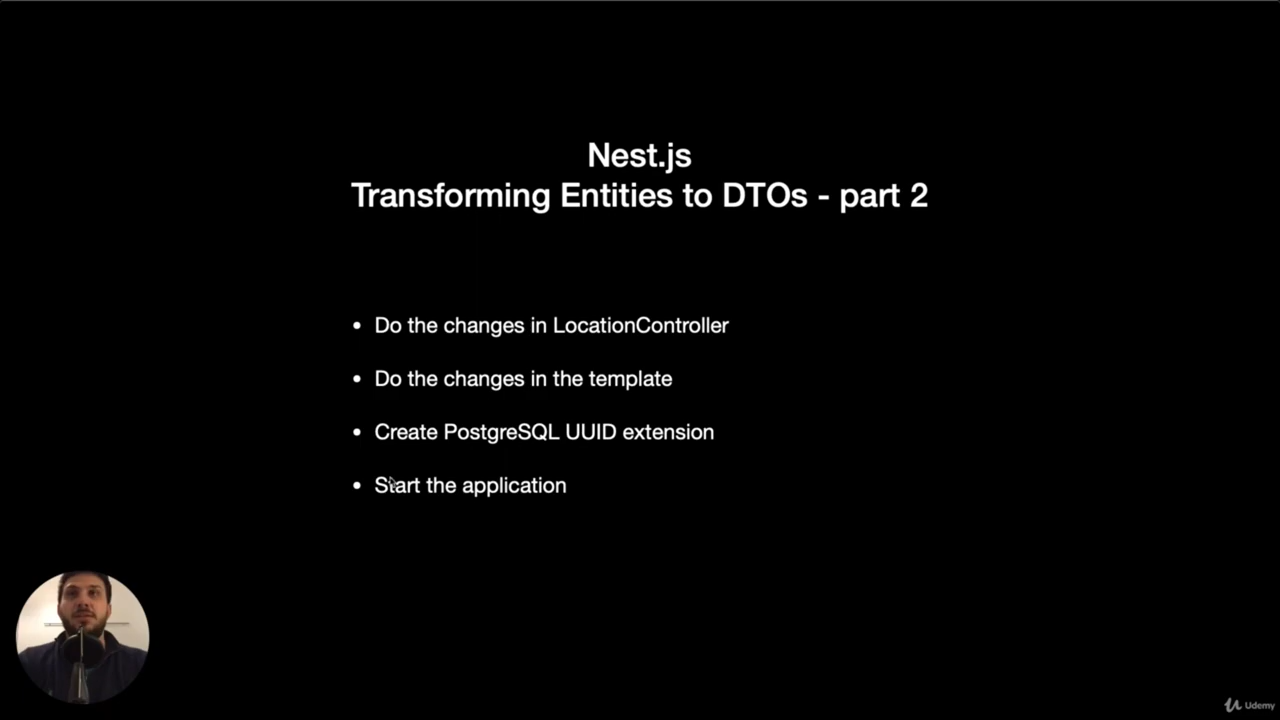 Nest.js
Transforming Entities to DTOs - part 2
• Do the changes in LocationController
• Do the changes in the template
• Create PostgreSQL UUID extension
• Start the application
Udemy